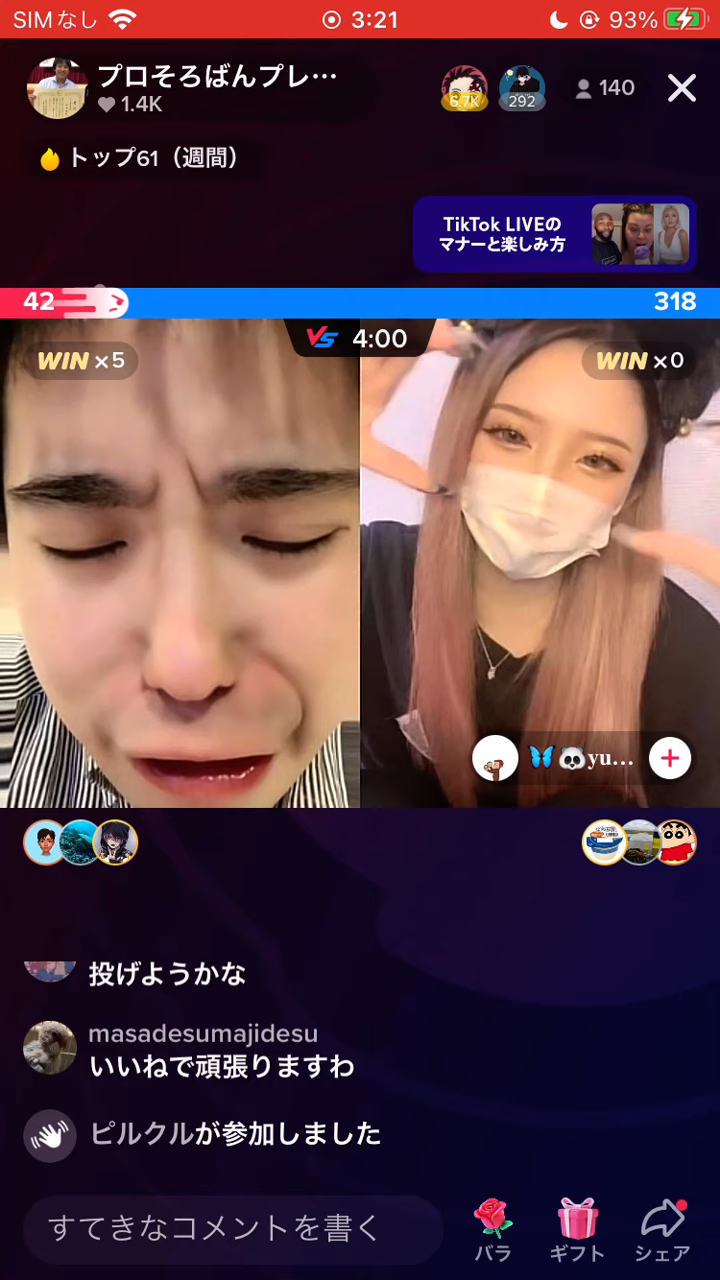 SIMなし
3:21
93%
プロそろばんプレ…
1.4K
6.7K
292
140
トップ61（週間）
TikTok LIVEの
マナーと楽しみ方
42
318
VS 4:00
WIN ×5
WIN ×0
yu…
投げようかな
masadesumajidesu
いいねで頑張りますわ
ピルクルが参加しました
すてきなコメントを書く
バラ
ギフト
シェア